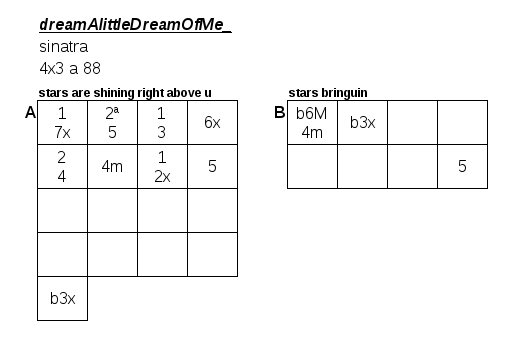 dreamAlittleDreamOfMe_
sinatra
4x3 a 88
stars are shining right above u
A
1 2ª 1 6x
7x 5 3
2 4m 1 5
4 2x
b3x
stars bringuin
B
b6M b3x
4m
5